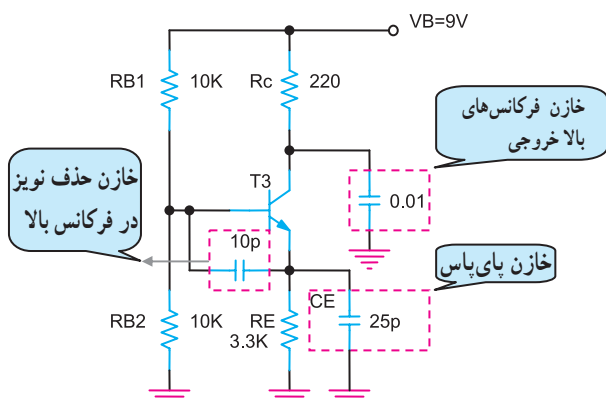 VB=9V
RB1
10K
Rc
220
خازن فرکانس‌های
بالا خروجی
خازن حذف نویز
در فرکانس بالا
T3
0.01
10p
خازن بای‌پاس
RB2
10K
RE
3.3K
CE
25p